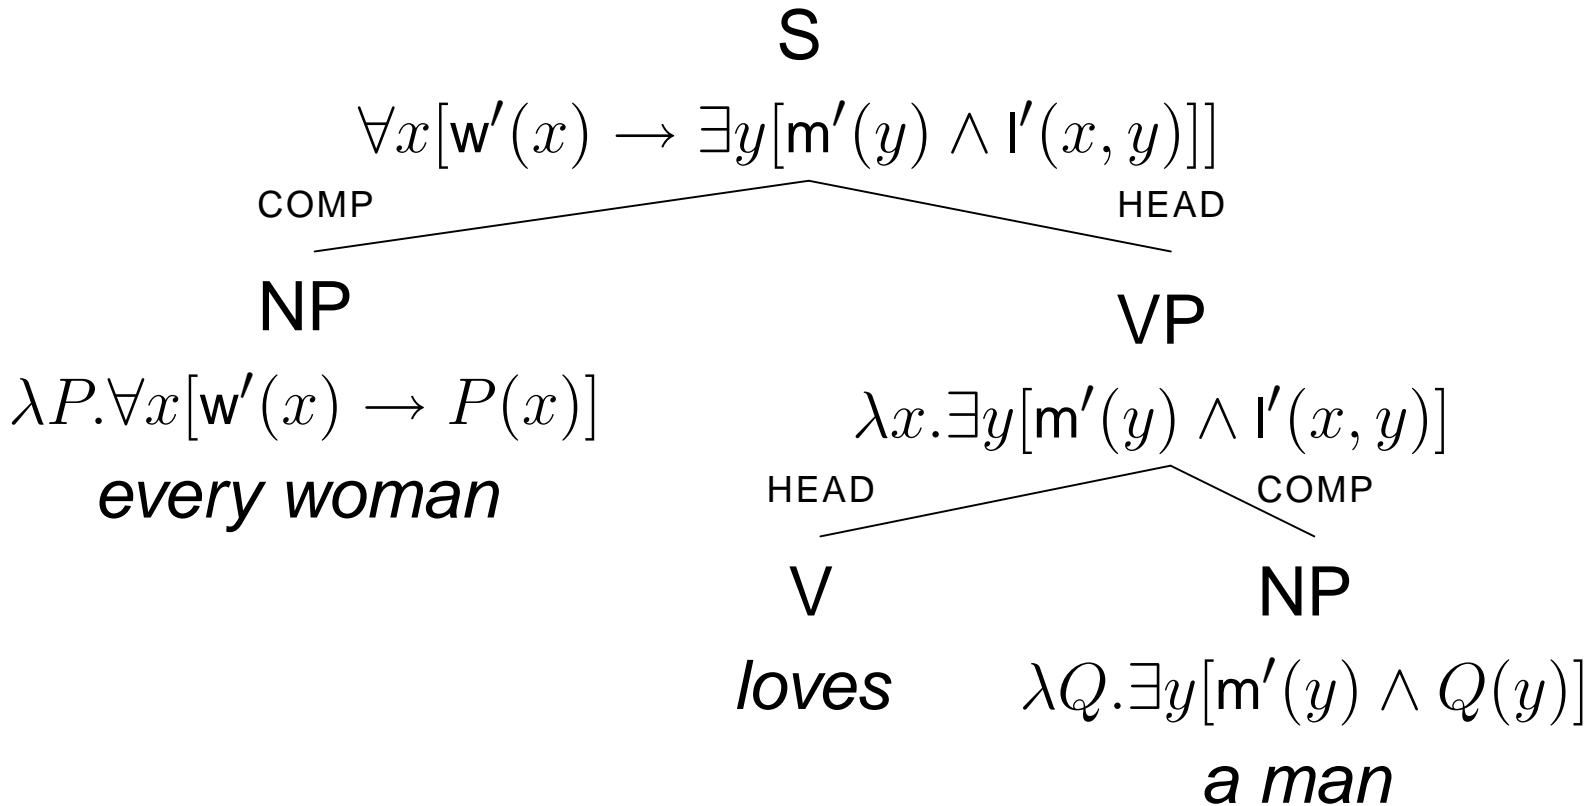 S
∀x[w′(x) → ∃y[m′(y) ∧ l′(x, y)]]
COMP HEAD
NP VP
λP.∀x[w′(x) → P(x)] λx.∃y[m′(y) ∧ l′(x, y)]
every woman HEAD COMP
V NP
loves λQ.∃y[m′(y) ∧ Q(y)]
a man